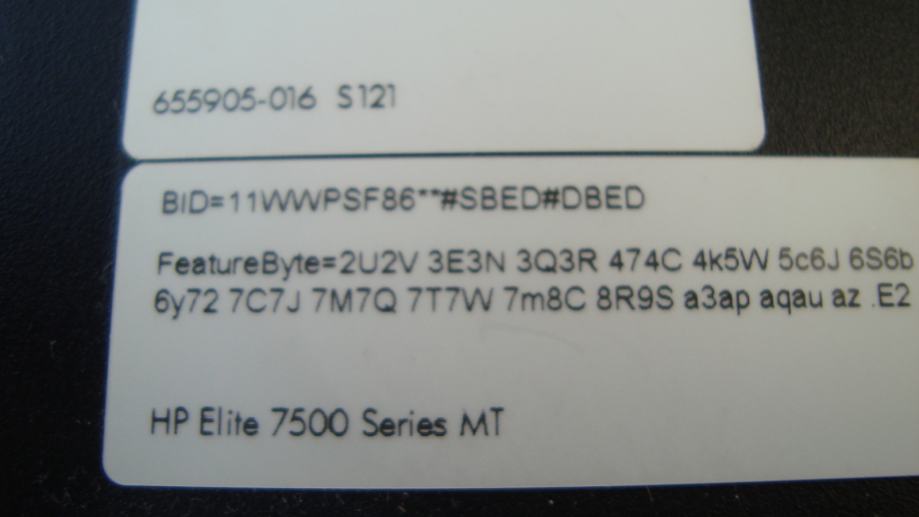 655905-016 S121
BID=11WWPSF86**#SBED#DBED
FeatureByte=2U2V 3E3N 3Q3R 474C 4k5W 5c6J 6S6b
6y72 7C7J 7M7Q 7T7W 7m8C 8R9S a3ap aqau az .E2
HP Elite 7500 Series MT